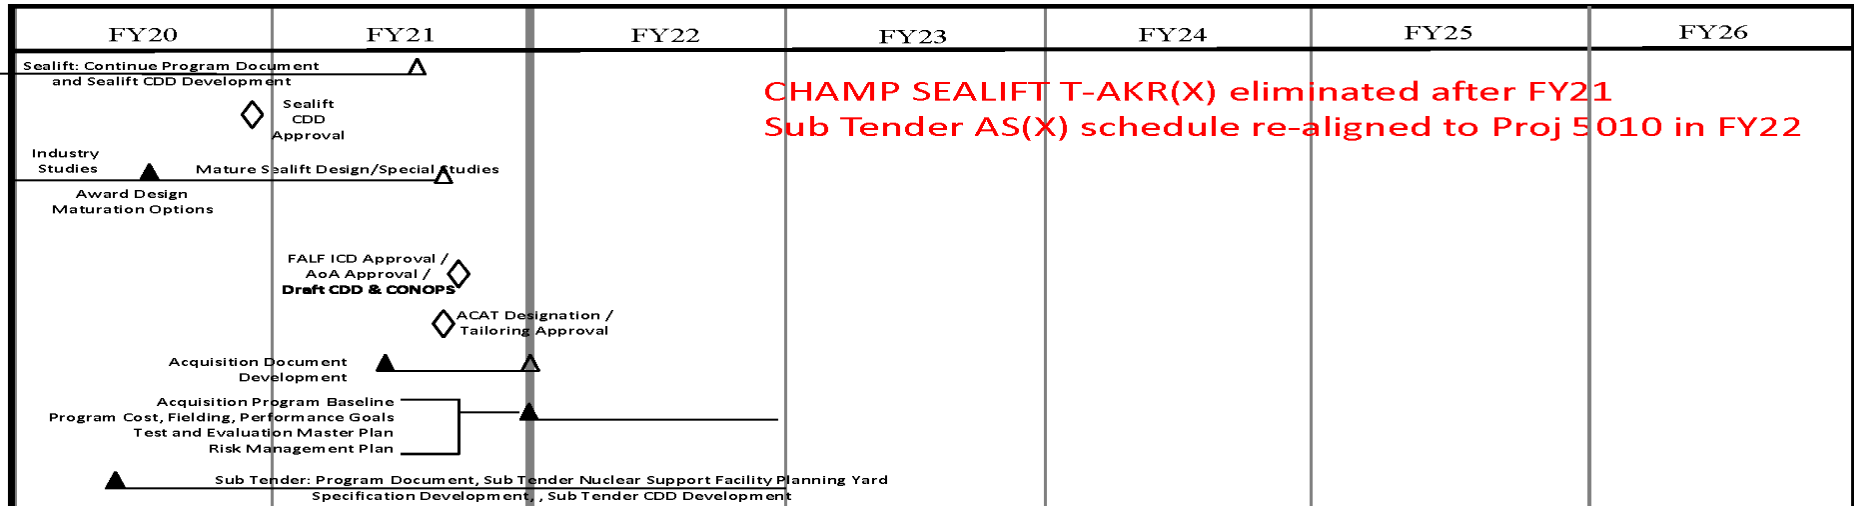 FY20 FY21 FY22 FY23 FY24 FY25 FY26
Sealift: Continue Program Document
and Sealift CDD Development
CHAMP SEALIFT T-AKR(X) eliminated after FY21
Sub Tender AS(X) schedule re-aligned to Proj 5010 in FY22
Sealift
CDD
Approval
Industry
Studies
Mature Sealift Design/Special Studies
Award Design
Maturation Options
FALF ICD Approval /
AoA Approval /
Draft CDD & CONOPS
ACAT Designation /
Tailoring Approval
Acquisition Document
Development
Acquisition Program Baseline
Program Cost, Fielding, Performance Goals
Test and Evaluation Master Plan
Risk Management Plan
Sub Tender: Program Document, Sub Tender Nuclear Support Facility Planning Yard
Specification Development, , Sub Tender CDD Development